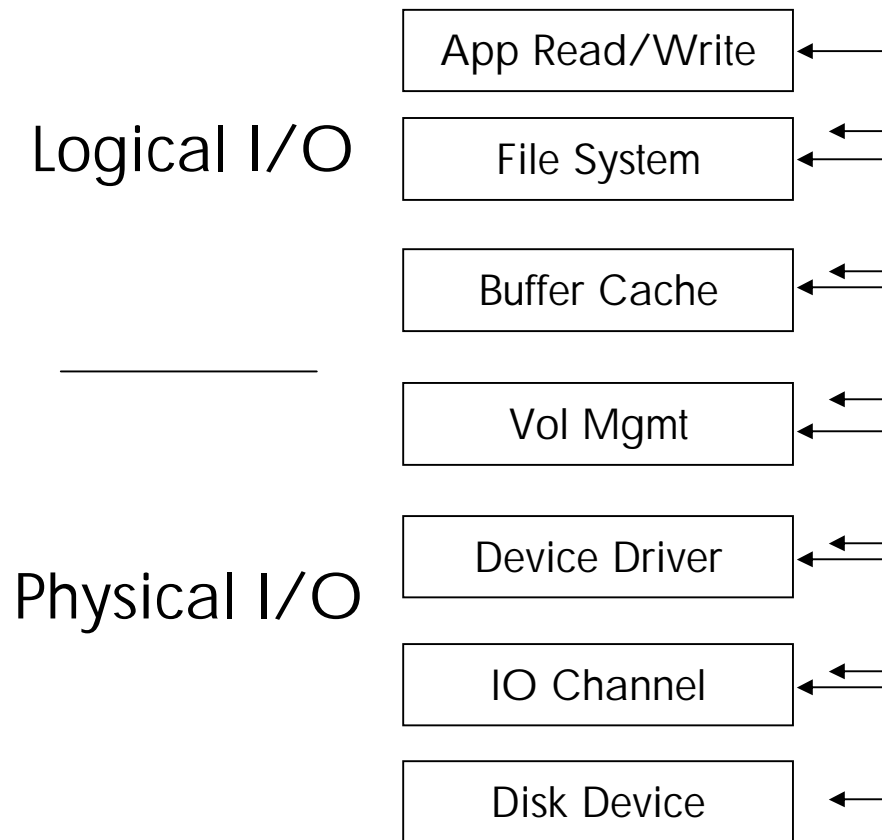 App Read/Write
Logical I/O
File System
Buffer Cache
Vol Mgmt
Device Driver
Physical I/O
IO Channel
Disk Device